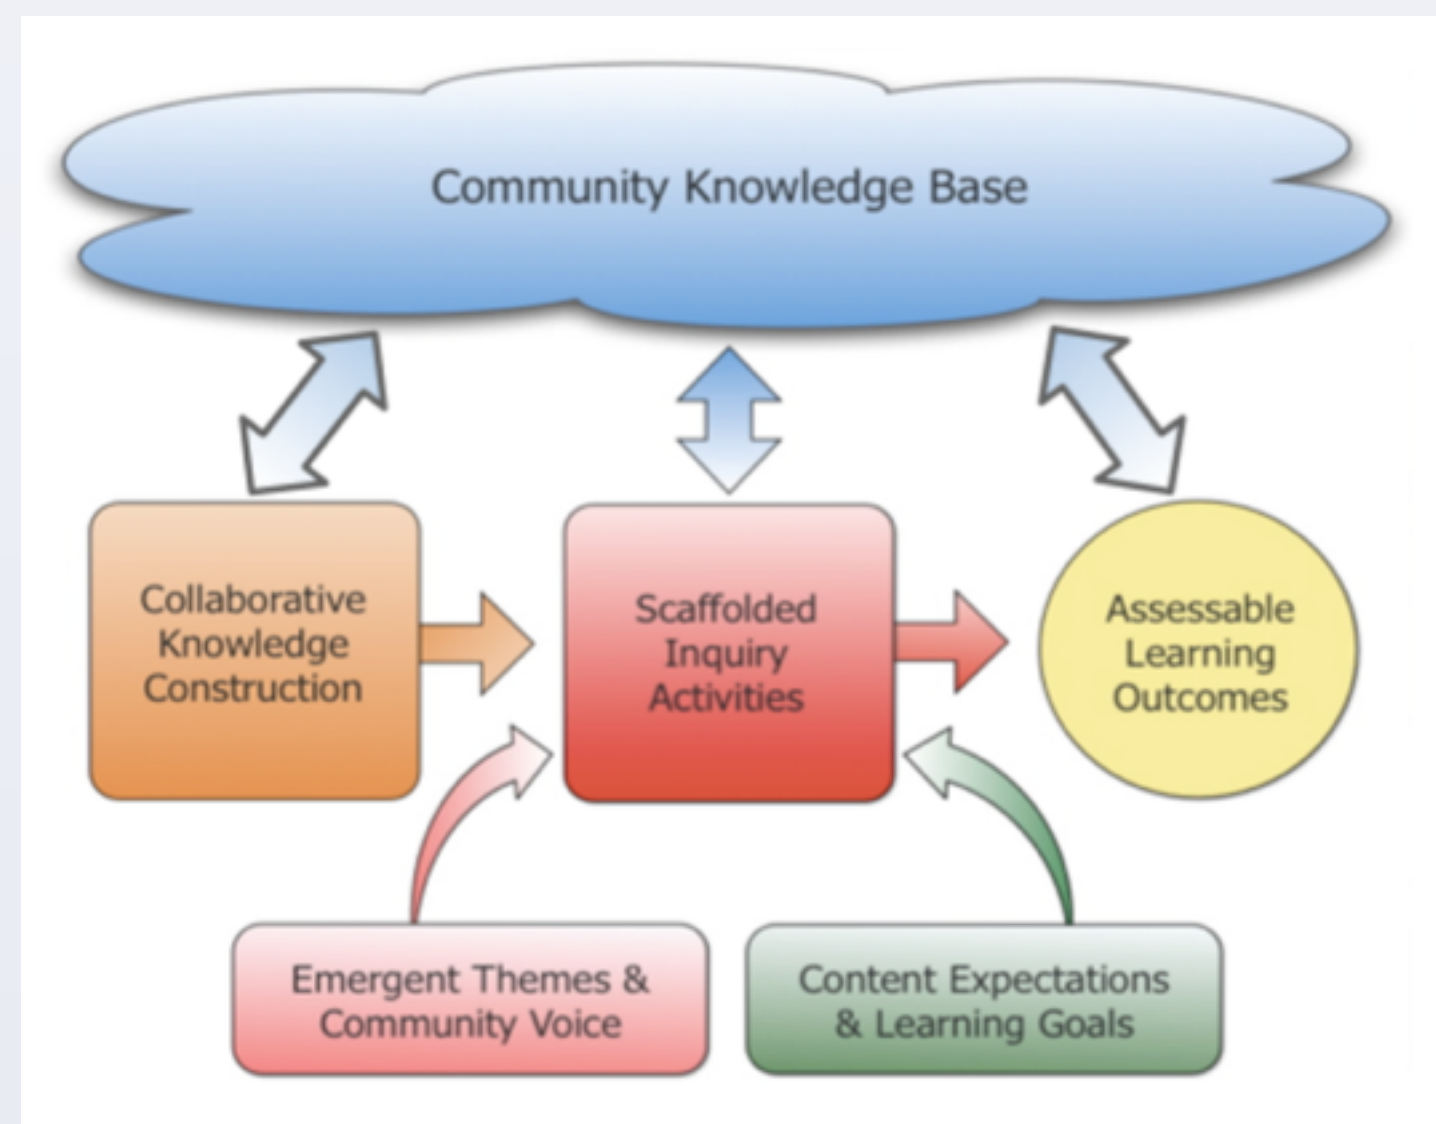 Community Knowledge Base
Collaborative
Knowledge
Construction
Scaffolded
Inquiry
Activities
Assessable
Learning
Outcomes
Emergent Themes &
Community Voice
Content Expectations
& Learning Goals